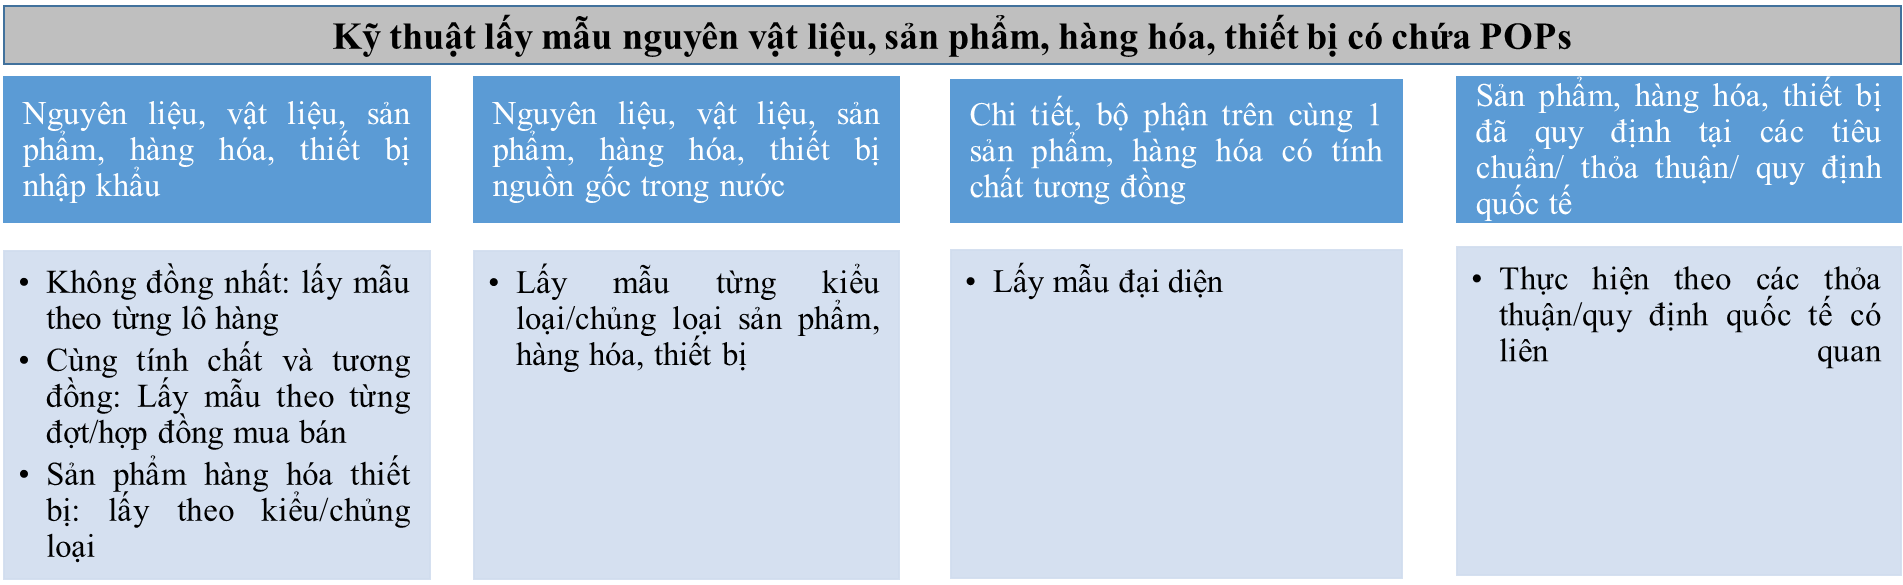 Kỹ thuật lấy mẫu nguyên vật liệu, sản phẩm, hàng hóa, thiết bị có chứa POPs
Nguyên liệu, vật liệu, sản
phẩm, hàng hóa, thiết bị
nhập khẩu
• Không đồng nhất: lấy mẫu
theo từng lô hàng
• Cùng tính chất và tương
đồng: Lấy mẫu theo từng
đợt/hợp đồng mua bán
• Sản phẩm hàng hóa thiết
bị: lấy theo kiểu/chủng
loại
Nguyên liệu, vật liệu, sản
phẩm, hàng hóa, thiết bị
nguồn gốc trong nước
• Lấy mẫu từng kiểu
loại/chủng loại sản phẩm,
hàng hóa, thiết bị
Chi tiết, bộ phận trên cùng 1
sản phẩm, hàng hóa có tính
chất tương đồng
• Lấy mẫu đại diện
Sản phẩm, hàng hóa, thiết bị
đã quy định tại các tiêu
chuẩn/ thỏa thuận/ quy định
quốc tế
• Thực hiện theo các thỏa
thuận/quy định quốc tế có
liên quan